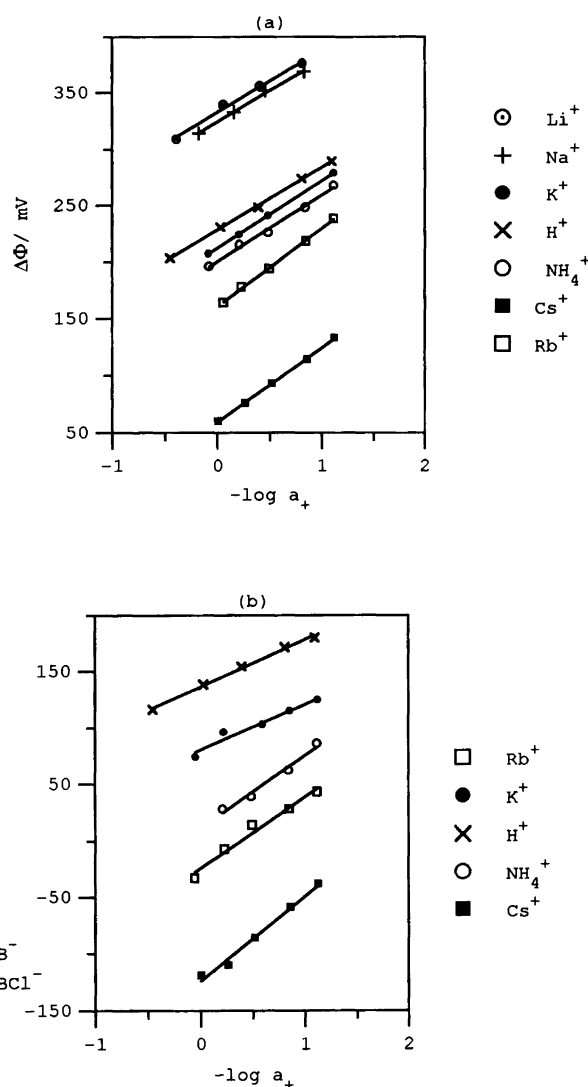 (a)
350
250
150
50
ΔΦ/ mV
-1
0
1
2
-log a+
Li+
Na+
K+
H+
NH4+
Cs+
Rb+
(b)
150
50
-50
-150
B-
BCl-
-1
0
1
2
-log a+
Rb+
K+
H+
NH4+
Cs+